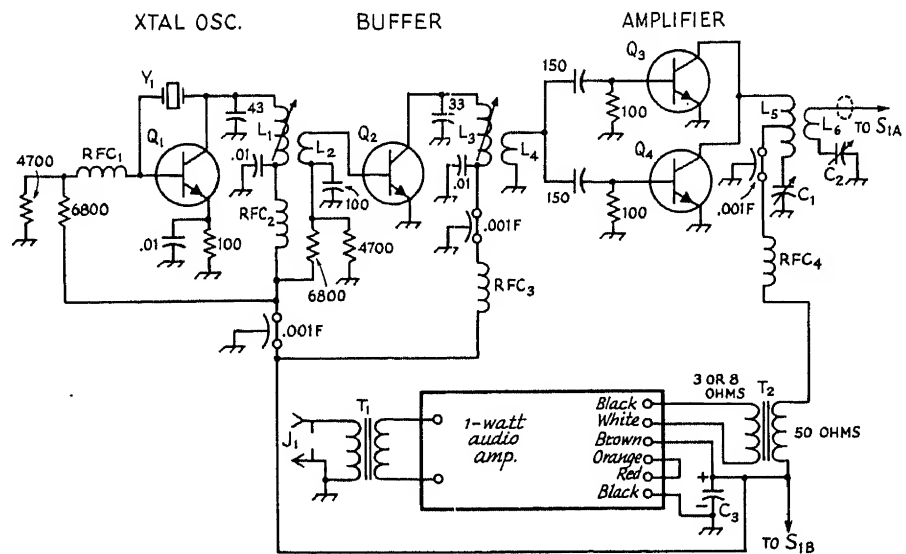 XTAL OSC.
BUFFER
AMPLIFIER
Y1
43
L1
Q1
.01
RFC1
4700
6800
.01
100
RFC2
L2
100
6800
4700
.001F
Q2
33
L3
.01
L4
.001F
RFC3
150
150
100
100
Q3
Q4
L5
L6
TO S1A
C2
C1
.001F
RFC4
J1
T1
1-watt
audio
amp.
Black
White
Brown
Orange
Red
Black
3 OR 8
OHMS
T2
50 OHMS
+
−
C3
TO S1B